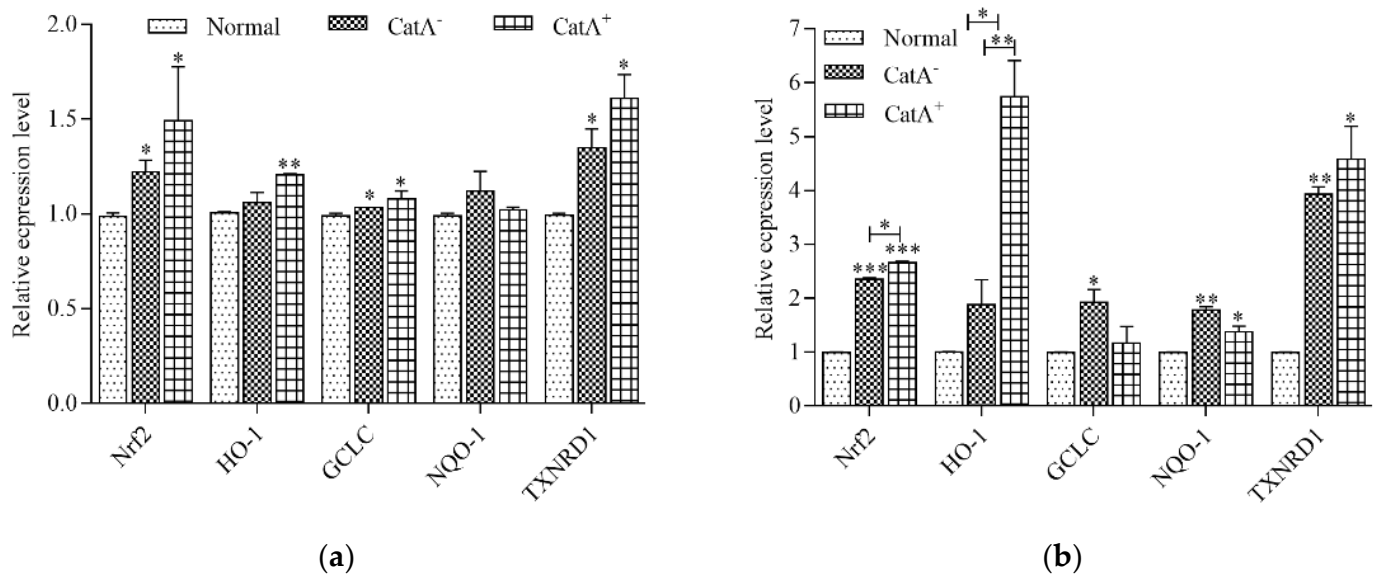 Normal CatA⁻ CatA⁺
Relative ecpression level
2.0
1.5
1.0
0.5
0.0
* * ** * * * *
Nrf2 HO-1 GCLC NQO-1 TXNRD1
(a)
Normal
CatA⁻
CatA⁺
Relative ecpression level
7
6
5
4
3
2
1
0
*
**
*
*** *** * ** * ** *
Nrf2 HO-1 GCLC NQO-1 TXNRD1
(b)